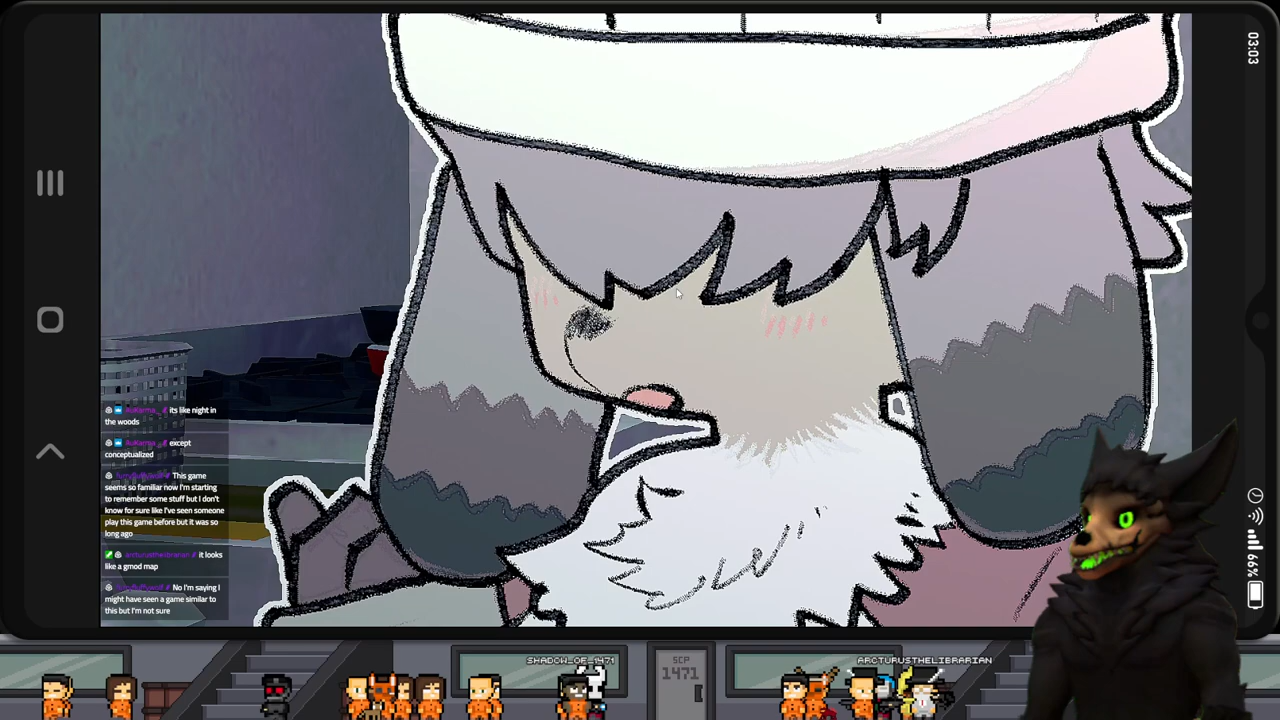 03:03
66%
aukarma_ // its like night in
the woods
aukarma_ // except
conceptualized
This game
seems so familiar now I'm starting
to remember some stuff but I don't
know for sure like I've seen someone
play this game before but it was so
long ago
arcturusthelibrarian // it looks
like a gmod map
No I'm saying I
might have seen a game similar to
this but I'm not sure
SHADOW_OF_1471
SCP
1471
ARCTURUSTHELIBRARIAN